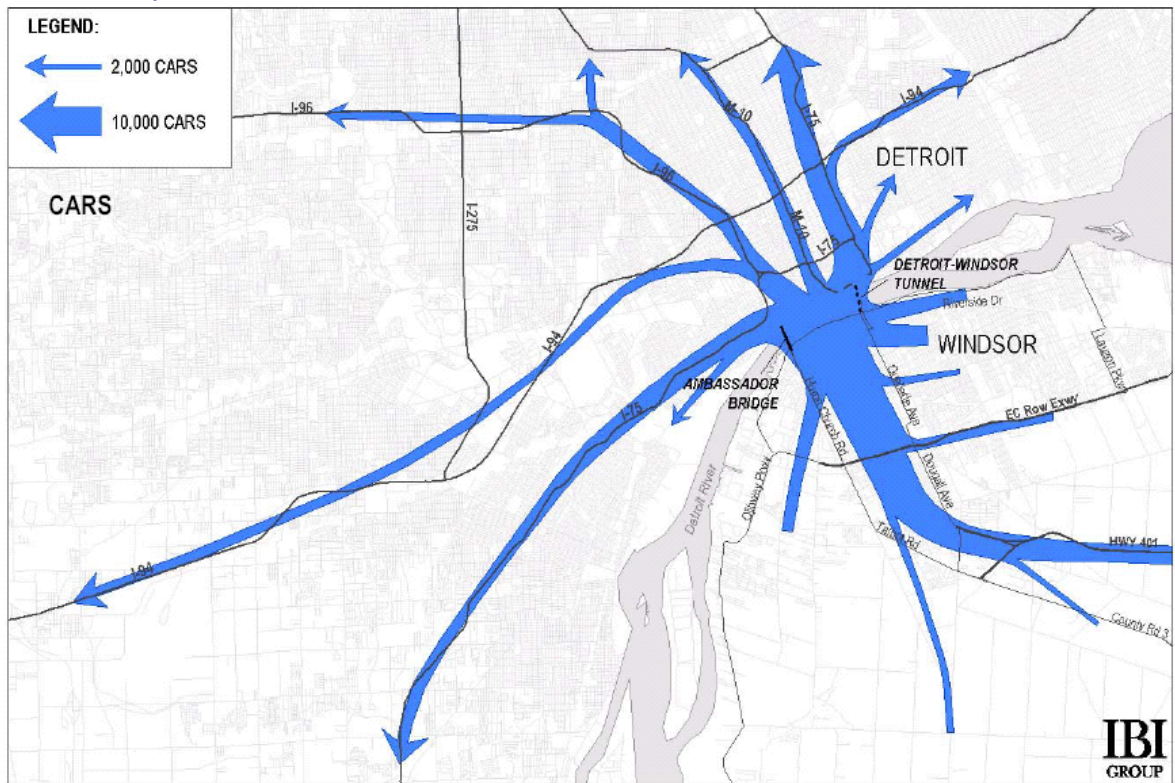 LEGEND:
2,000 CARS
10,000 CARS
CARS
I-96
I-275
I-96
M-10
M-10
I-75
I-94
I-75
DETROIT
DETROIT-WINDSOR
TUNNEL
Riverside Dr
WINDSOR
Lauzon Pkwy
I-94
I-75
AMBASSADOR
BRIDGE
Huron Church Rd
Ouellette Ave
EC Row Exwy
Dougall Ave
Detroit River
Ojibway Pkwy
Talbot Rd
HWY 401
County Rd 3
I-94
IBI
GROUP